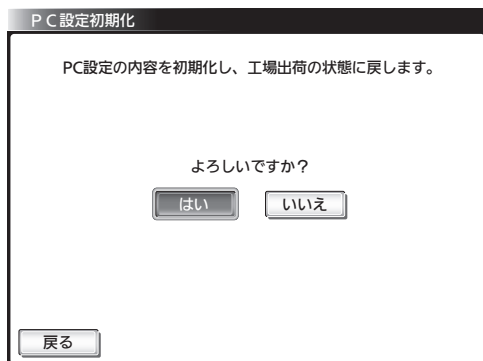 ＰＣ設定初期化
PC設定の内容を初期化し、工場出荷の状態に戻します。
よろしいですか？
はい
いいえ
戻る